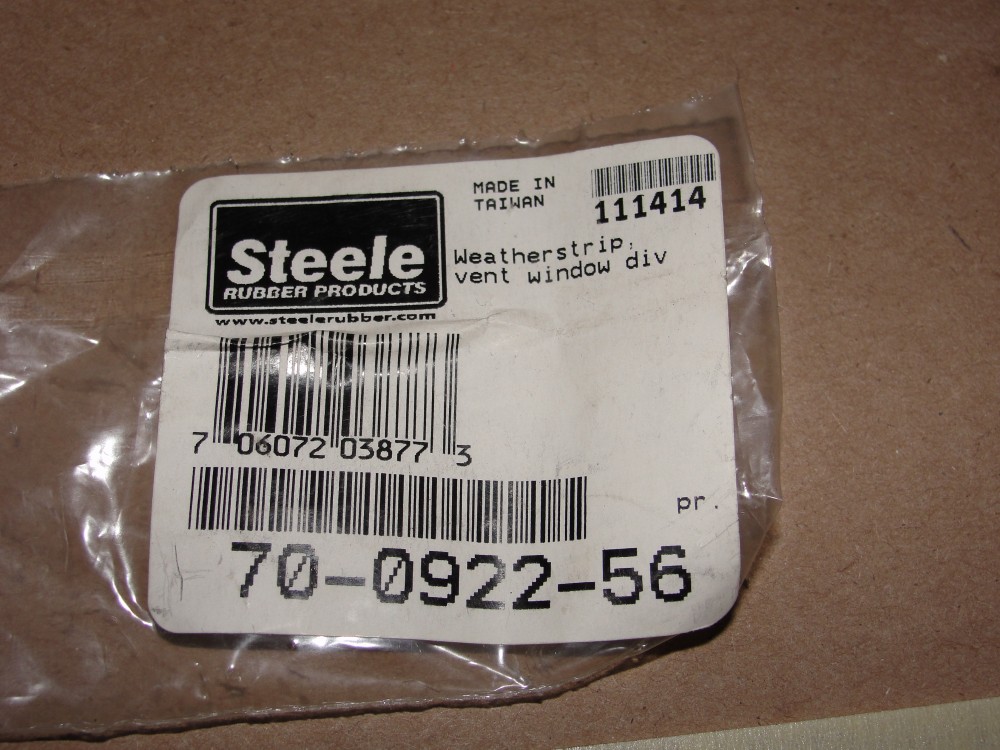 Steele
RUBBER PRODUCTS
www.steelerubber.com
MADE IN
TAIWAN
111414
Weatherstrip,
vent window div
7 06072 03877 3
pr.
70-0922-56